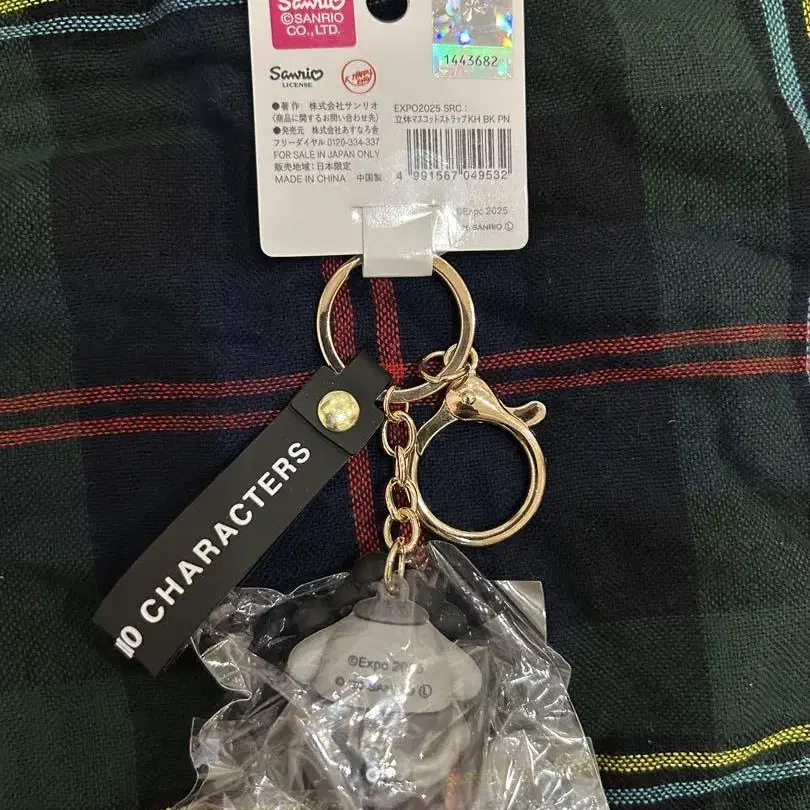 Sanrio
©SANRIO
CO., LTD.
1443682
Sanrio
LICENSE
●著作 株式会社サンリオ
(商品に関するお問い合わせ先)
●発売元 株式会社あすなろ舎
フリーダイヤル 0120-334-337
FOR SALE IN JAPAN ONLY
販売地域:日本限定
MADE IN CHINA 中国製
EXPO2025 SRC:
立体マスコットストラップKH BK PN
4 991567 049532
Expo 2025
SANRIO Ⓛ
IO CHARACTERS
©Expo 2025
SANRIO Ⓛ